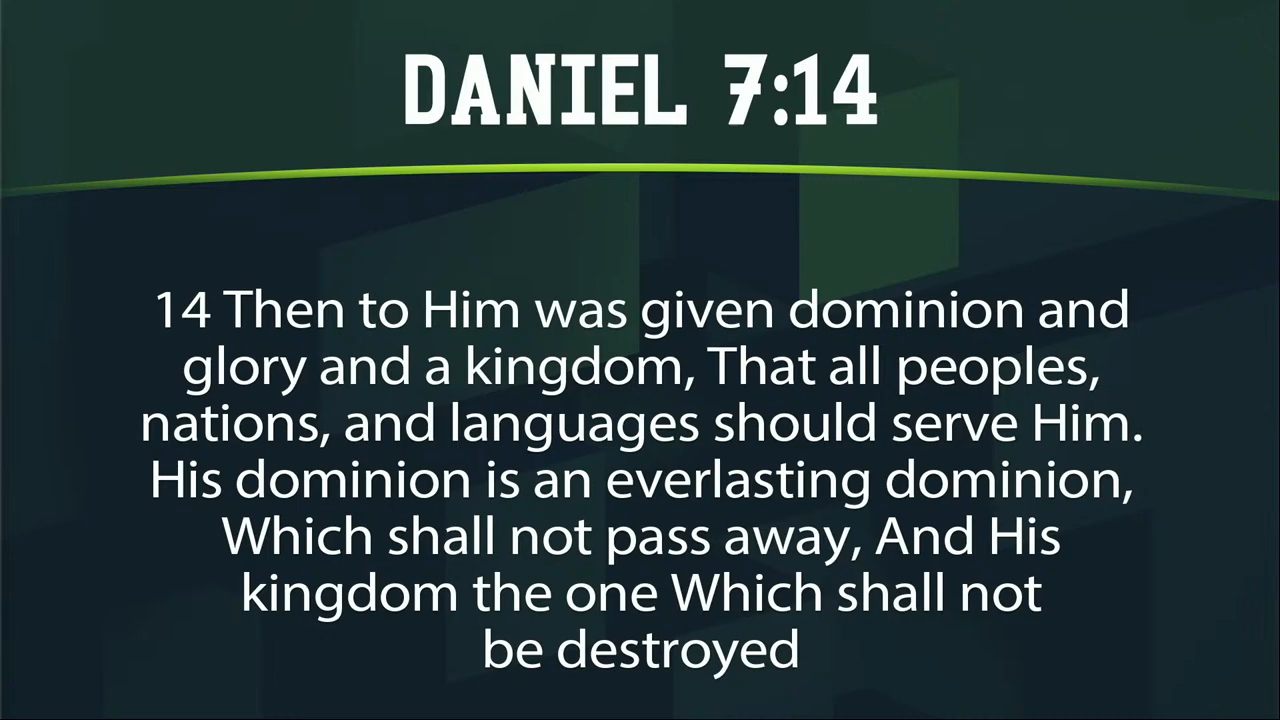 DANIEL 7:14
14 Then to Him was given dominion and
glory and a kingdom, That all peoples,
nations, and languages should serve Him.
His dominion is an everlasting dominion,
Which shall not pass away, And His
kingdom the one Which shall not
be destroyed